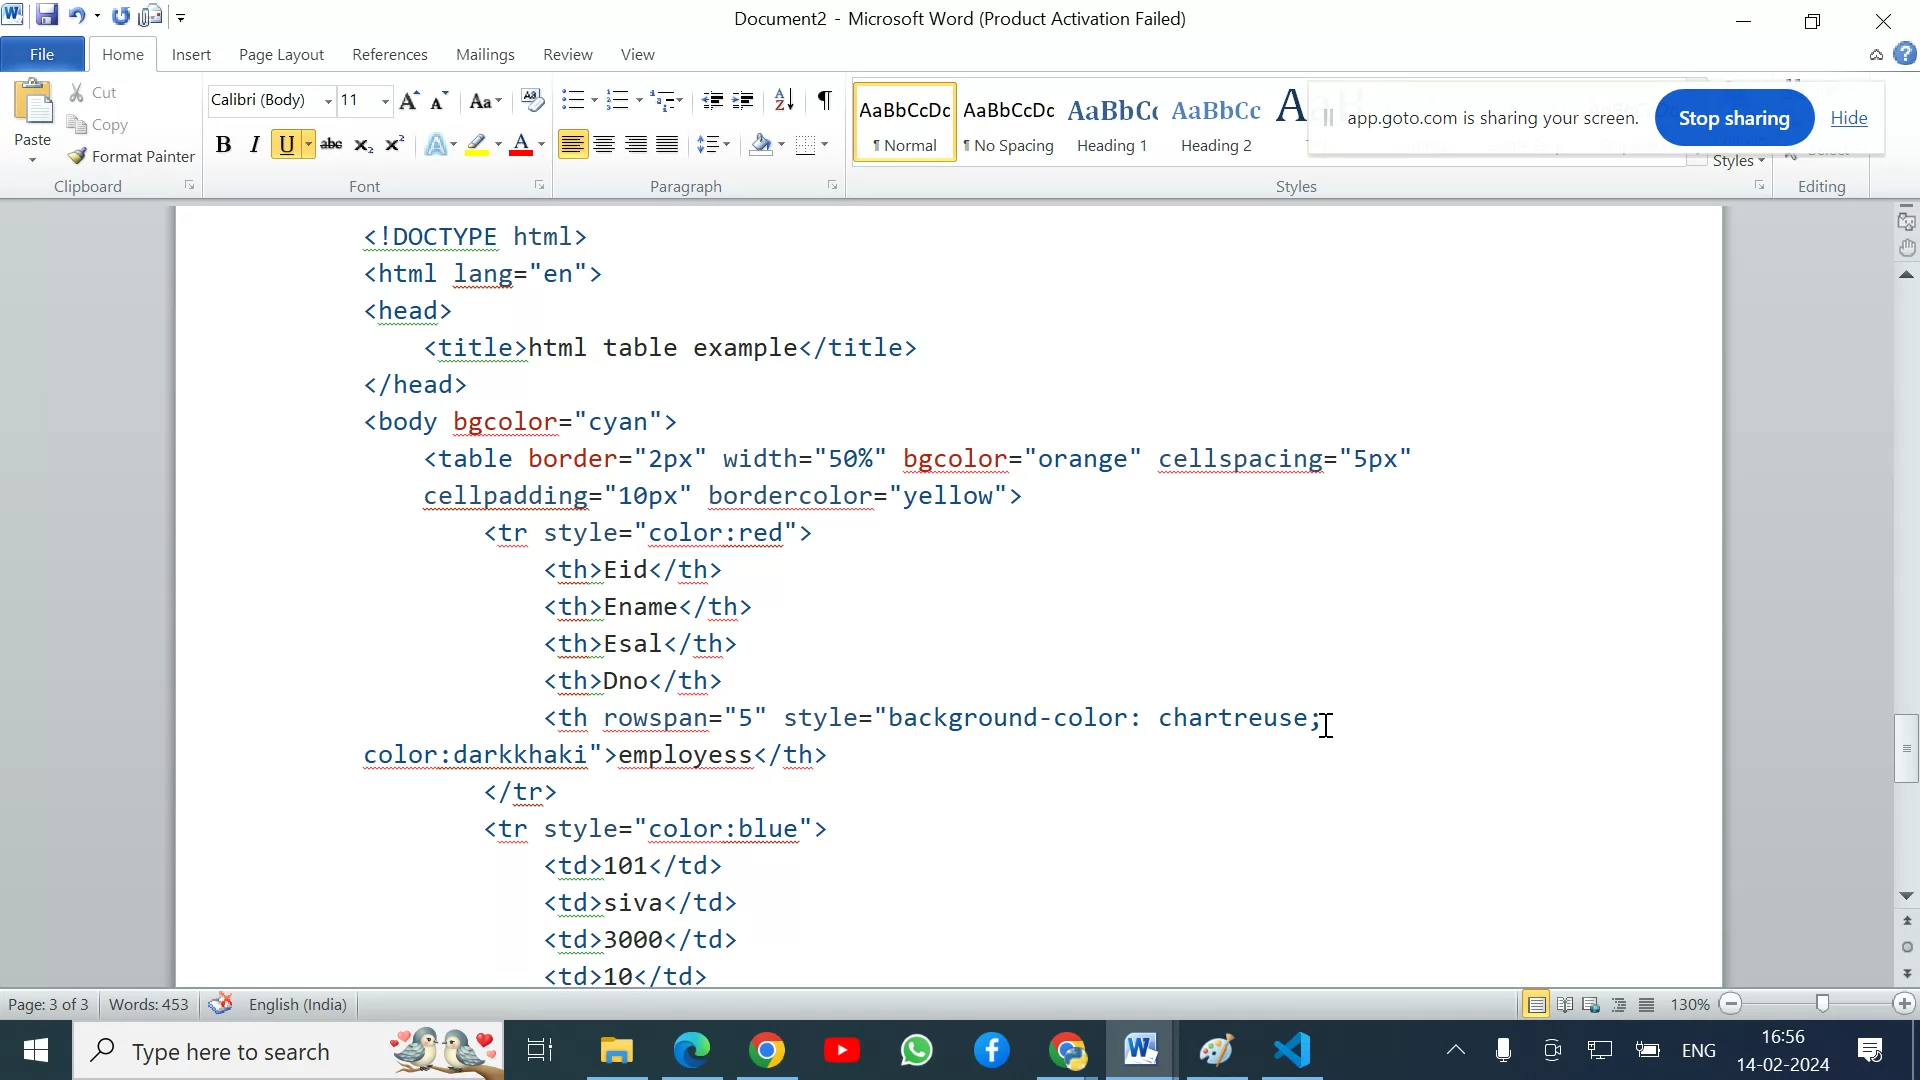 Document2 - Microsoft Word (Product Activation Failed)
File Home Insert Page Layout References Mailings Review View
Cut
Copy
Format Painter
Paste
Clipboard
Calibri (Body) 11
Font
Paragraph
AaBbCcDc AaBbCcDc AaBbCc AaBbCc
¶ Normal ¶ No Spacing Heading 1 Heading 2
Styles
Styles
Editing
app.goto.com is sharing your screen. Stop sharing Hide
<!DOCTYPE html>
<html lang="en">
<head>
<title>html table example</title>
</head>
<body bgcolor="cyan">
<table border="2px" width="50%" bgcolor="orange" cellspacing="5px"
cellpadding="10px" bordercolor="yellow">
<tr style="color:red">
<th>Eid</th>
<th>Ename</th>
<th>Esal</th>
<th>Dno</th>
<th rowspan="5" style="background-color: chartreuse;
color:darkkhaki">employess</th>
</tr>
<tr style="color:blue">
<td>101</td>
<td>siva</td>
<td>3000</td>
<td>10</td>
Page: 3 of 3 Words: 453 English (India) 130%
Type here to search
ENG
16:56
14-02-2024